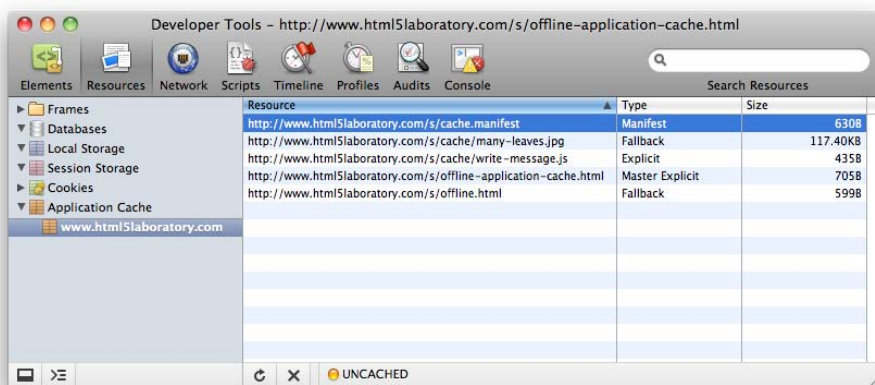 Developer Tools - http://www.html5laboratory.com/s/offline-application-cache.html
Elements Resources Network Scripts Timeline Profiles Audits Console Search Resources
Frames
Databases
Local Storage
Session Storage
Cookies
Application Cache
www.html5laboratory.com
Resource Type Size
http://www.html5laboratory.com/s/cache.manifest Manifest 630B
http://www.html5laboratory.com/s/cache/many-leaves.jpg Fallback 117.40KB
http://www.html5laboratory.com/s/cache/write-message.js Explicit 435B
http://www.html5laboratory.com/s/offline-application-cache.html Master Explicit 705B
http://www.html5laboratory.com/s/offline.html Fallback 599B
UNCACHED